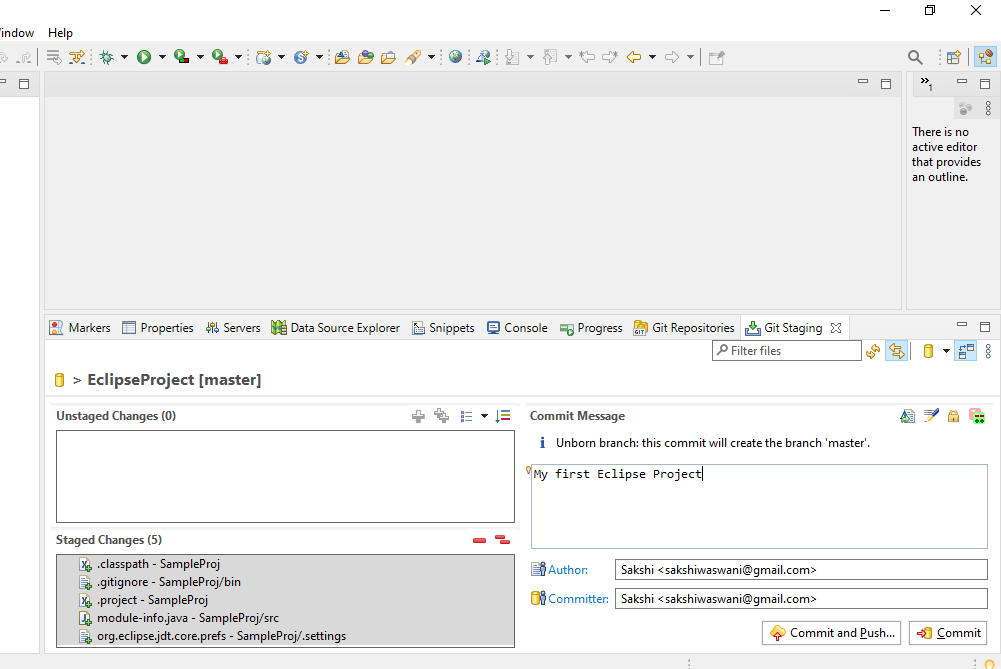 indow Help
1
There is no
active editor
that provides
an outline.
Markers Properties Servers Data Source Explorer Snippets Console Progress Git Repositories Git Staging
Filter files
> EclipseProject [master]
Unstaged Changes (0)
Commit Message
Unborn branch: this commit will create the branch 'master'.
My first Eclipse Project
Staged Changes (5)
.classpath - SampleProj
.gitignore - SampleProj/bin
.project - SampleProj
module-info.java - SampleProj/src
org.eclipse.jdt.core.prefs - SampleProj/.settings
Author: Sakshi <sakshiwaswani@gmail.com>
Committer: Sakshi <sakshiwaswani@gmail.com>
Commit and Push... Commit